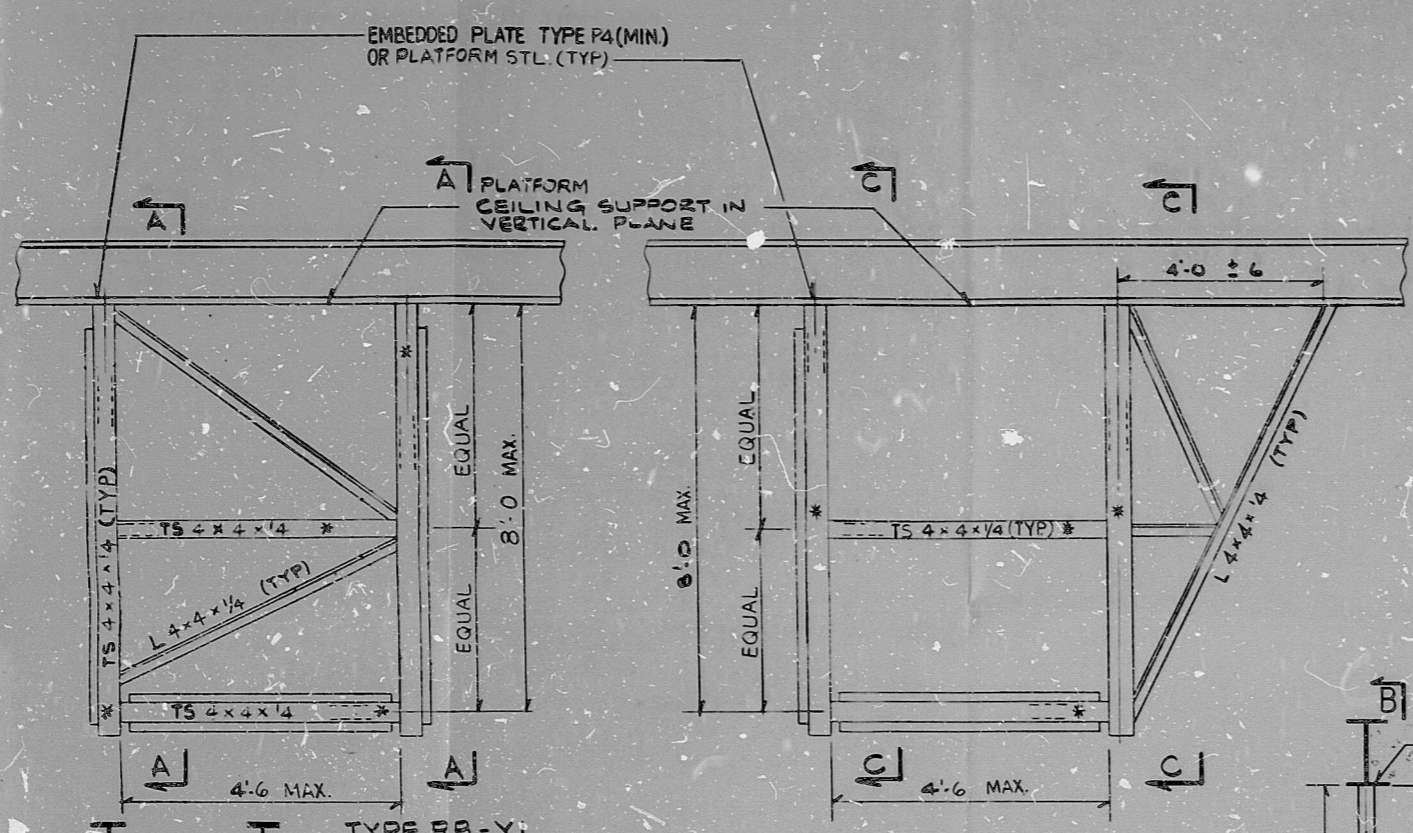 EMBEDDED PLATE TYPE P4(MIN.)
OR PLATFORM STL. (TYP)
A
A
PLATFORM
CEILING SUPPORT IN
VERTICAL. PLANE
C
C
4'-0 ± 6
*
EQUAL
8'-0 MAX.
TS 4 x 4 x 1/4 (TYP)
TS 4 x 4 x 1/4 *
L 4 x 4 x 1/4 (TYP)
EQUAL
*
TS 4 x 4 x 1/4 *
A
A
4'-6 MAX.
8'-0 MAX.
EQUAL
*
TS 4 x 4 x 1/4 (TYP) *
*
L 4 x 4 x 1/4 (TYP)
EQUAL
*
C
C
4'-6 MAX.
B